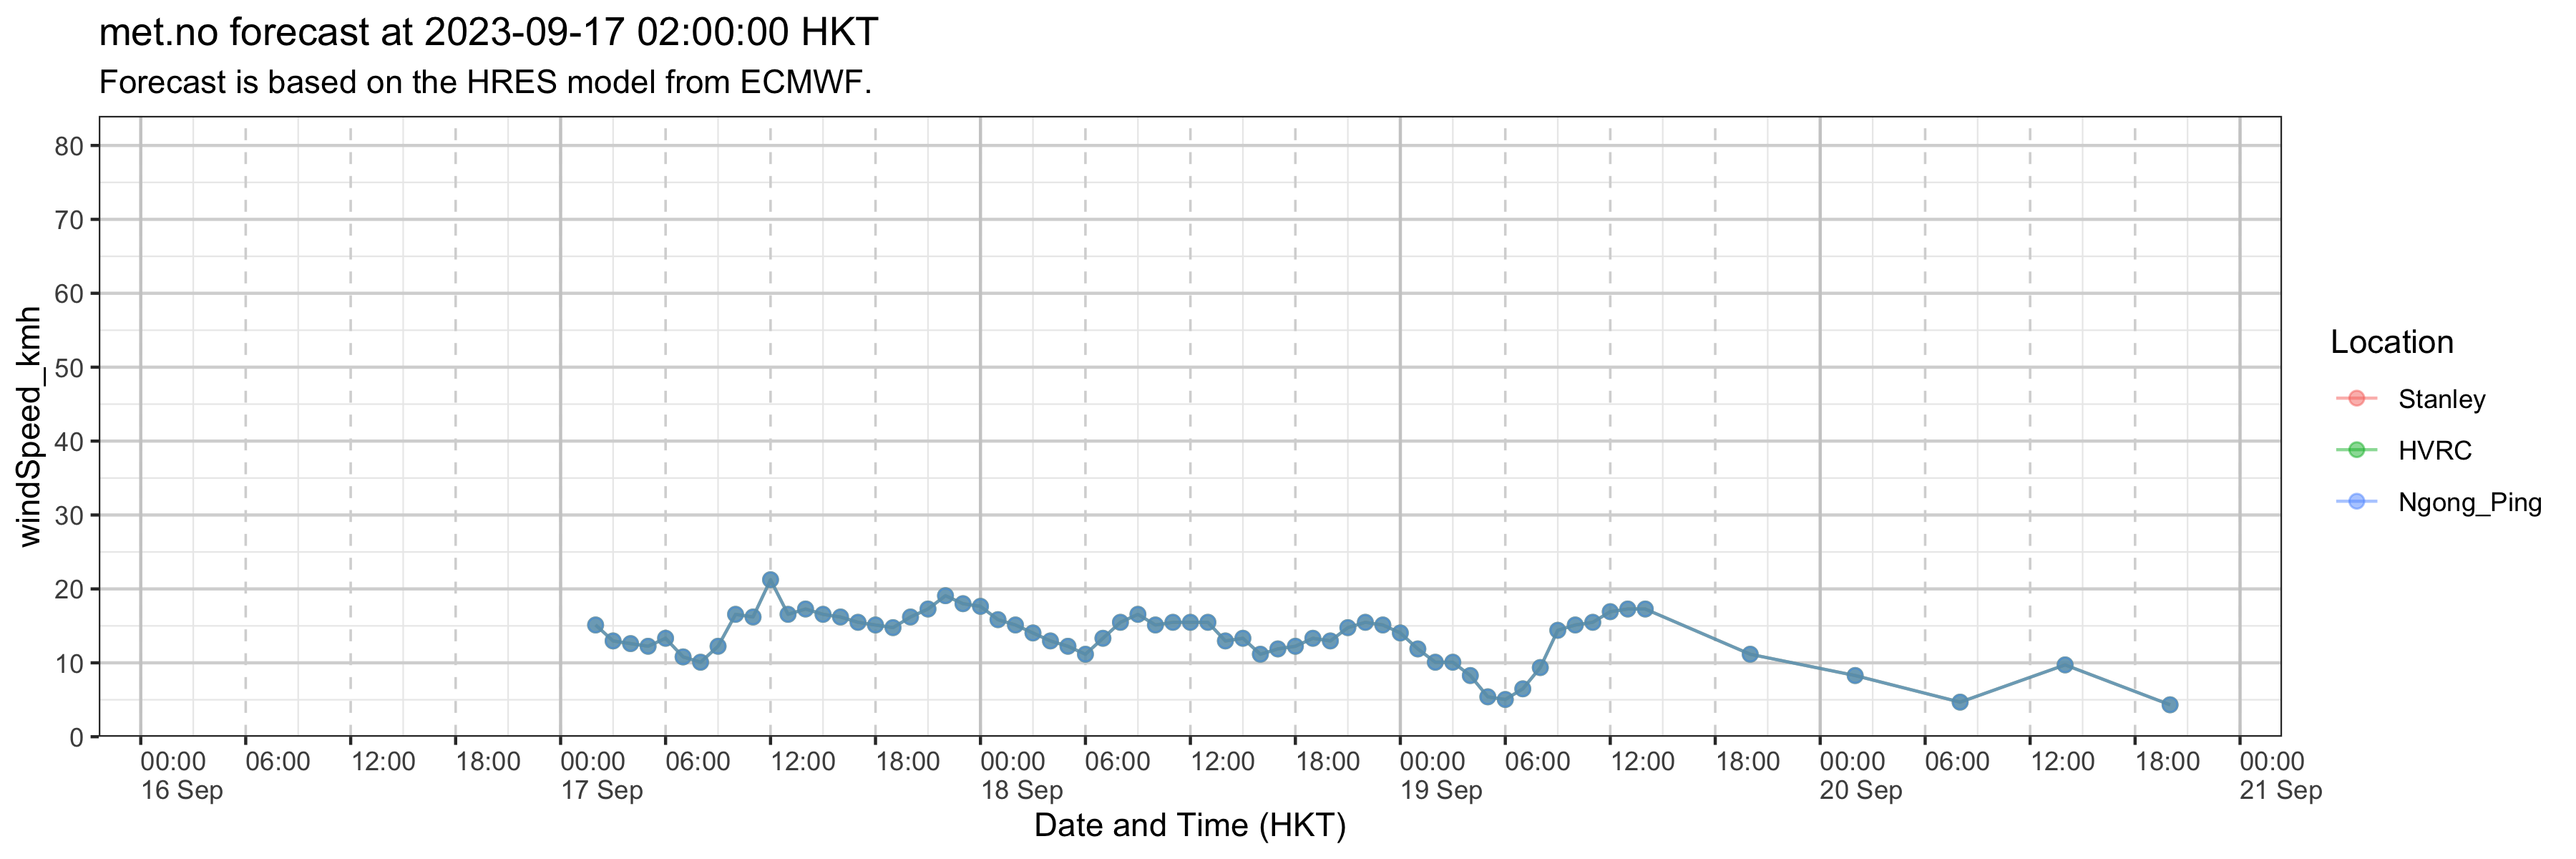 met.no forecast at 2023-09-17 02:00:00 HKT
Forecast is based on the HRES model from ECMWF.
windSpeed_kmh
80
70
60
50
40
30
20
10
0
00:00 06:00 12:00 18:00 00:00 06:00 12:00 18:00 00:00 06:00 12:00 18:00 00:00 06:00 12:00 18:00 00:00 06:00 12:00 18:00 00:00
16 Sep 17 Sep 18 Sep 19 Sep 20 Sep 21 Sep
Date and Time (HKT)
Location
Stanley
HVRC
Ngong_Ping